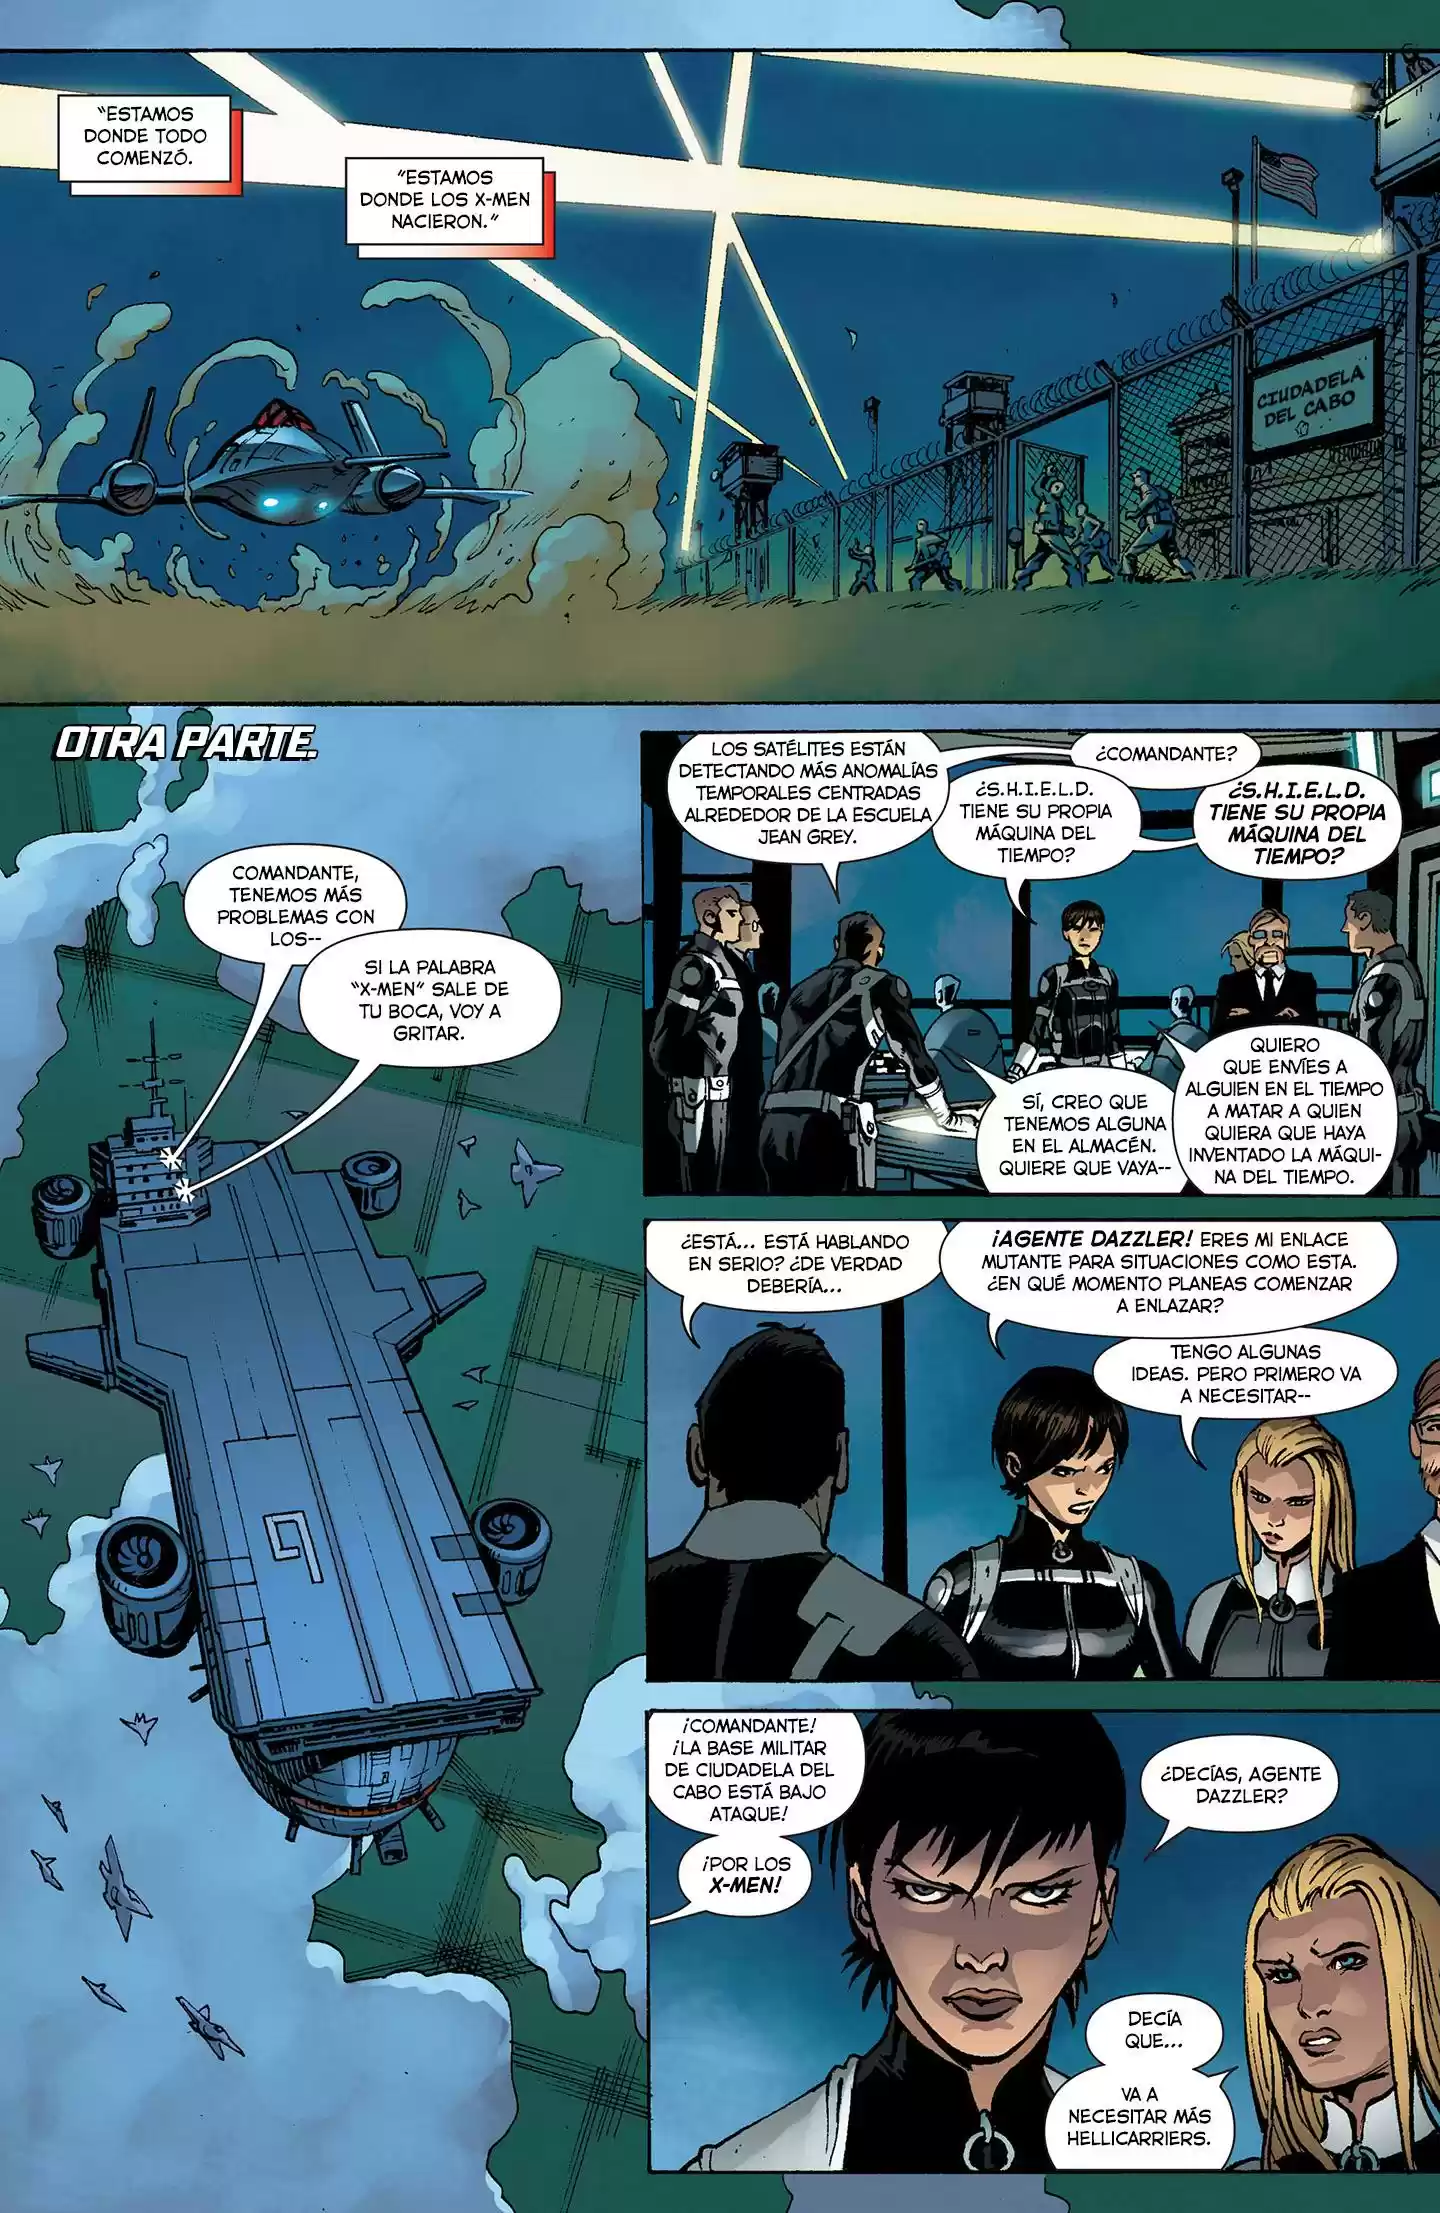 "ESTAMOS
DONDE TODO
COMENZÓ.
"ESTAMOS
DONDE LOS X-MEN
NACIERON."
CIUDADELA
DEL CABO
OTRA PARTE.
COMANDANTE,
TENEMOS MÁS
PROBLEMAS CON
LOS--
SI LA PALABRA
"X-MEN" SALE DE
TU BOCA, VOY A
GRITAR.
9
LOS SATÉLITES ESTÁN
DETECTANDO MÁS ANOMALÍAS
TEMPORALES CENTRADAS
ALREDEDOR DE LA ESCUELA
JEAN GREY.
¿S.H.I.E.L.D.
TIENE SU PROPIA
MÁQUINA DEL
TIEMPO?
¿COMANDANTE?
¿S.H.I.E.L.D.
TIENE SU PROPIA
MÁQUINA DEL
TIEMPO?
SÍ, CREO QUE
TENEMOS ALGUNA
EN EL ALMACÉN.
QUIERE QUE VAYA--
QUIERO
QUE ENVÍES A
ALGUIEN EN EL TIEMPO
A MATAR A QUIEN
QUIERA QUE HAYA
INVENTADO LA MÁQUI-
NA DEL TIEMPO.
¿ESTÁ... ESTÁ HABLANDO
EN SERIO? ¿DE VERDAD
DEBERÍA...
¡AGENTE DAZZLER! ERES MI ENLACE
MUTANTE PARA SITUACIONES COMO ESTA.
¿EN QUÉ MOMENTO PLANEAS COMENZAR
A ENLAZAR?
TENGO ALGUNAS
IDEAS. PERO PRIMERO VA
A NECESITAR--
¡COMANDANTE!
¡LA BASE MILITAR
DE CIUDADELA DEL
CABO ESTÁ BAJO
ATAQUE!
¡POR LOS
X-MEN!
¿DECÍAS, AGENTE
DAZZLER?
DECÍA
QUE...
VA A
NECESITAR MÁS
HELLICARRIERS.